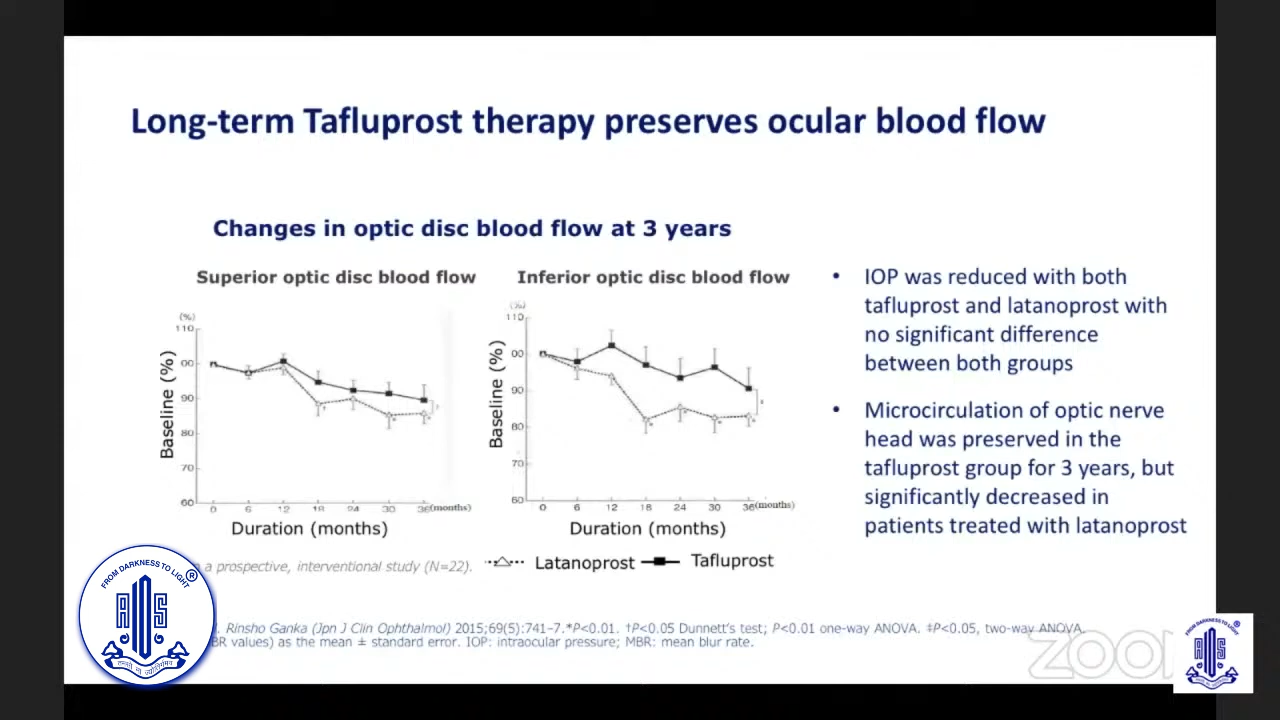 Long-term Tafluprost therapy preserves ocular blood flow
Changes in optic disc blood flow at 3 years
Superior optic disc blood flow
(%)
110
00
90
80
70
60
Baseline (%)
0 6 12 18 24 30 36 (months)
Duration (months)
Inferior optic disc blood flow
(%)
110
00
90
80
70
60
Baseline (%)
0 6 12 18 24 30 36 (months)
Duration (months)
Latanoprost
Tafluprost
• IOP was reduced with both
tafluprost and latanoprost with
no significant difference
between both groups
• Microcirculation of optic nerve
head was preserved in the
tafluprost group for 3 years, but
significantly decreased in
patients treated with latanoprost
a prospective, interventional study (N=22).
Rinsho Ganka (Jpn J Clin Ophthalmol) 2015;69(5):741–7.*P<0.01. †P<0.05 Dunnett's test; P<0.01 one-way ANOVA. ‡P<0.05, two-way ANOVA.
BR values) as the mean ± standard error. IOP: intraocular pressure; MBR: mean blur rate.
FROM DARKNESS TO LIGHT
®
AIOS
zoom
FROM DARKNESS TO LIGHT
®